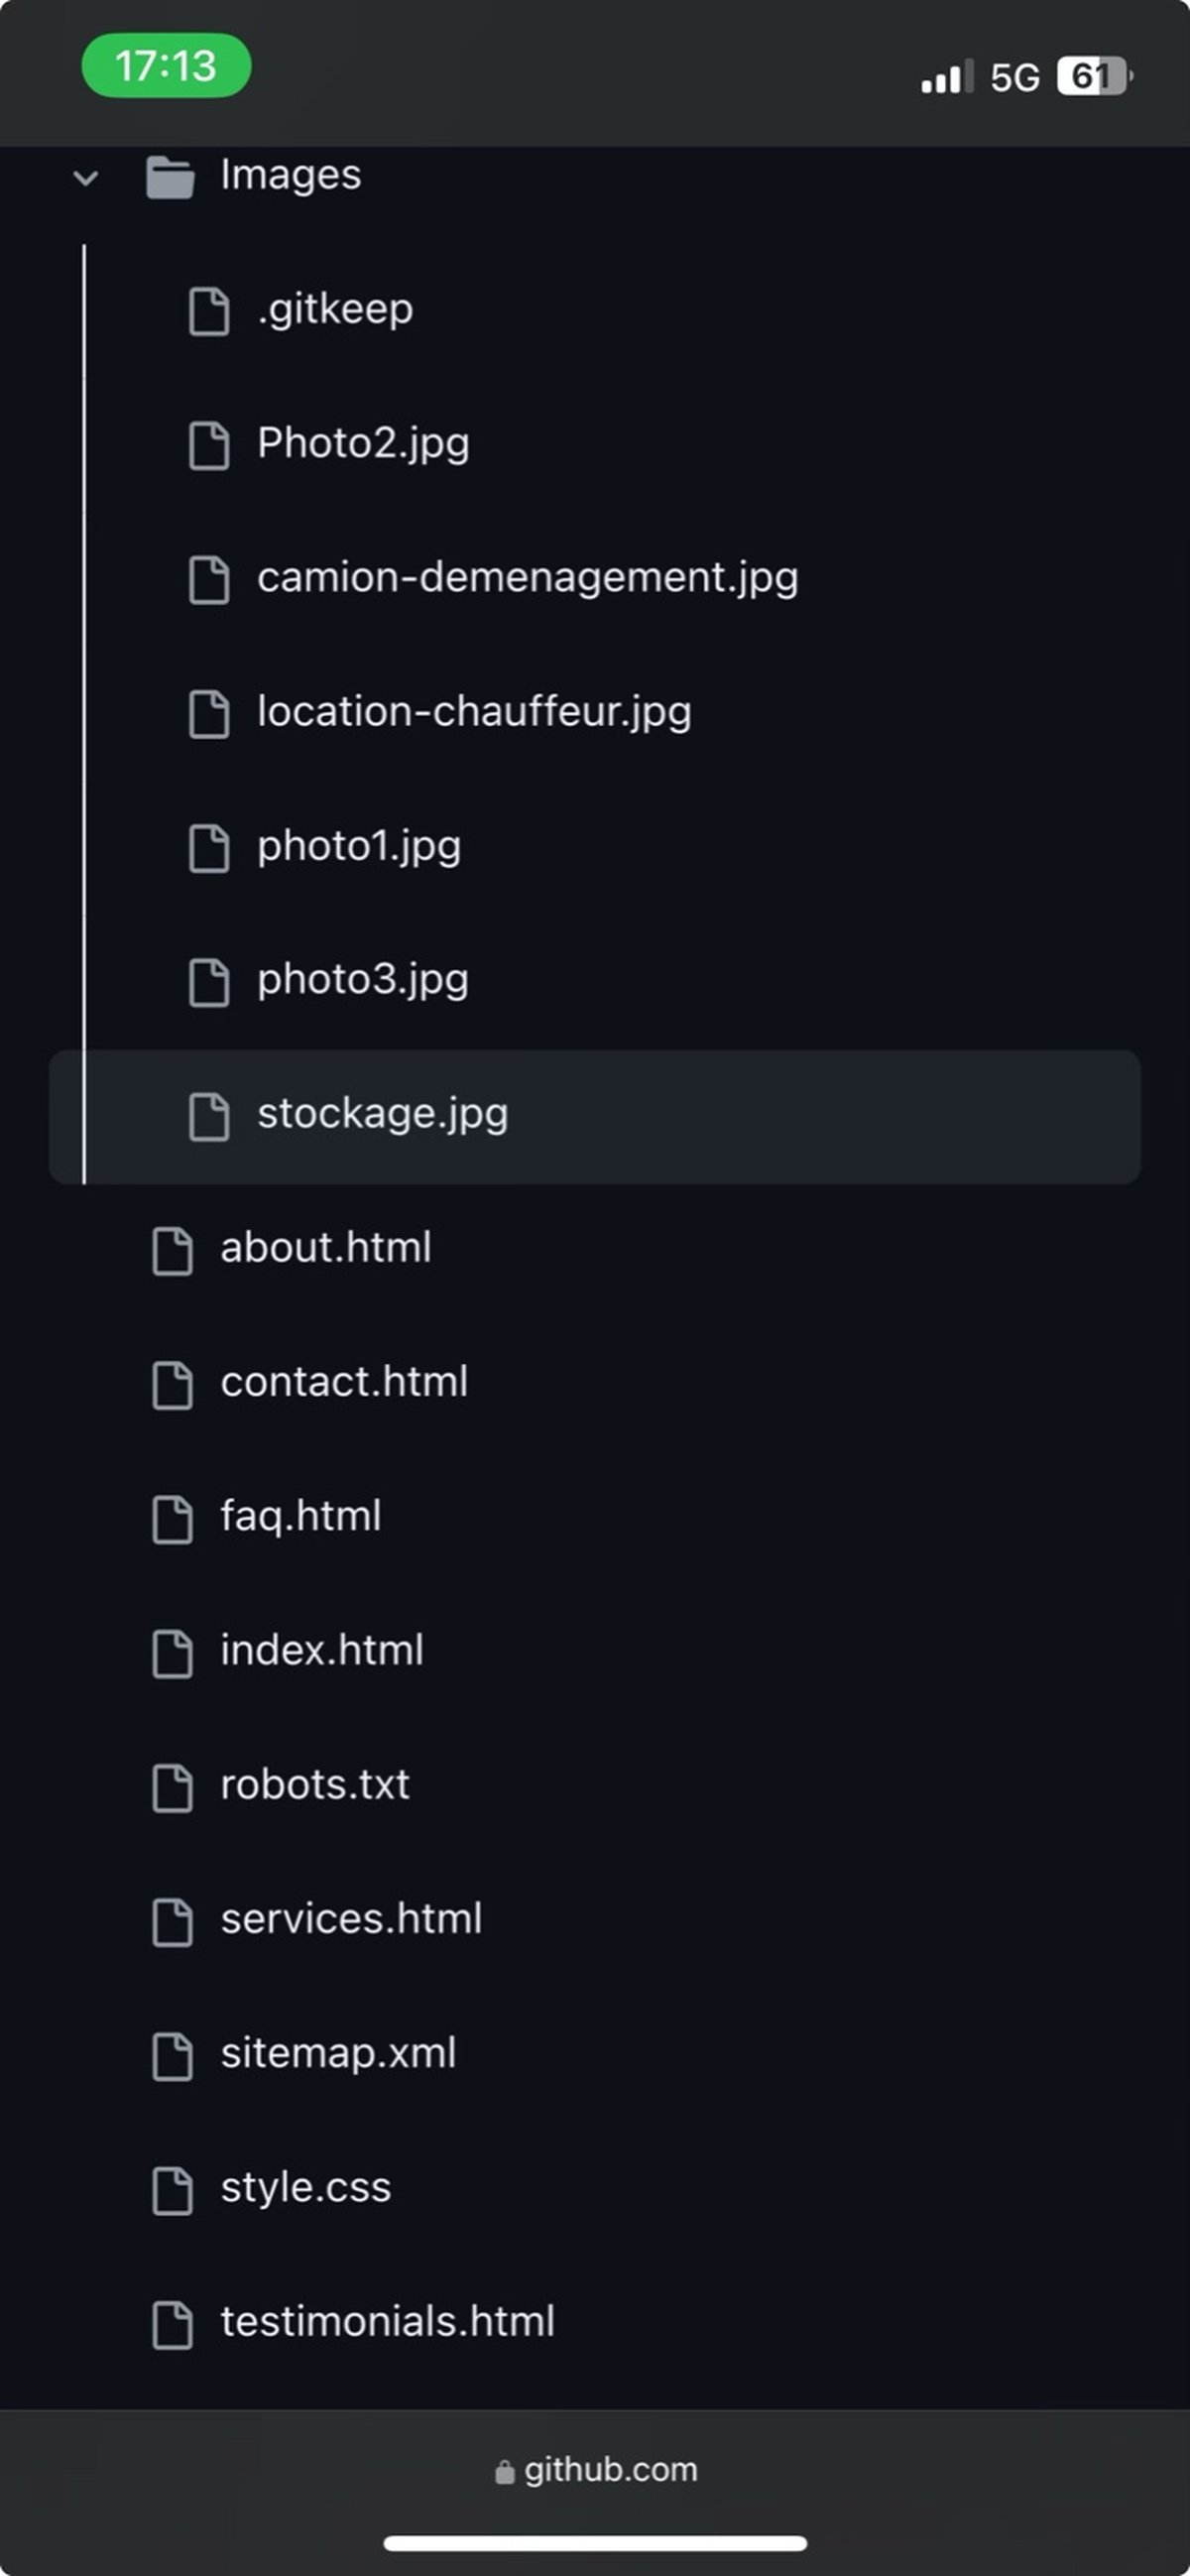 17:13
5G 61
Images
.gitkeep
Photo2.jpg
camion-demenagement.jpg
location-chauffeur.jpg
photo1.jpg
photo3.jpg
stockage.jpg
about.html
contact.html
faq.html
index.html
robots.txt
services.html
sitemap.xml
style.css
testimonials.html
github.com